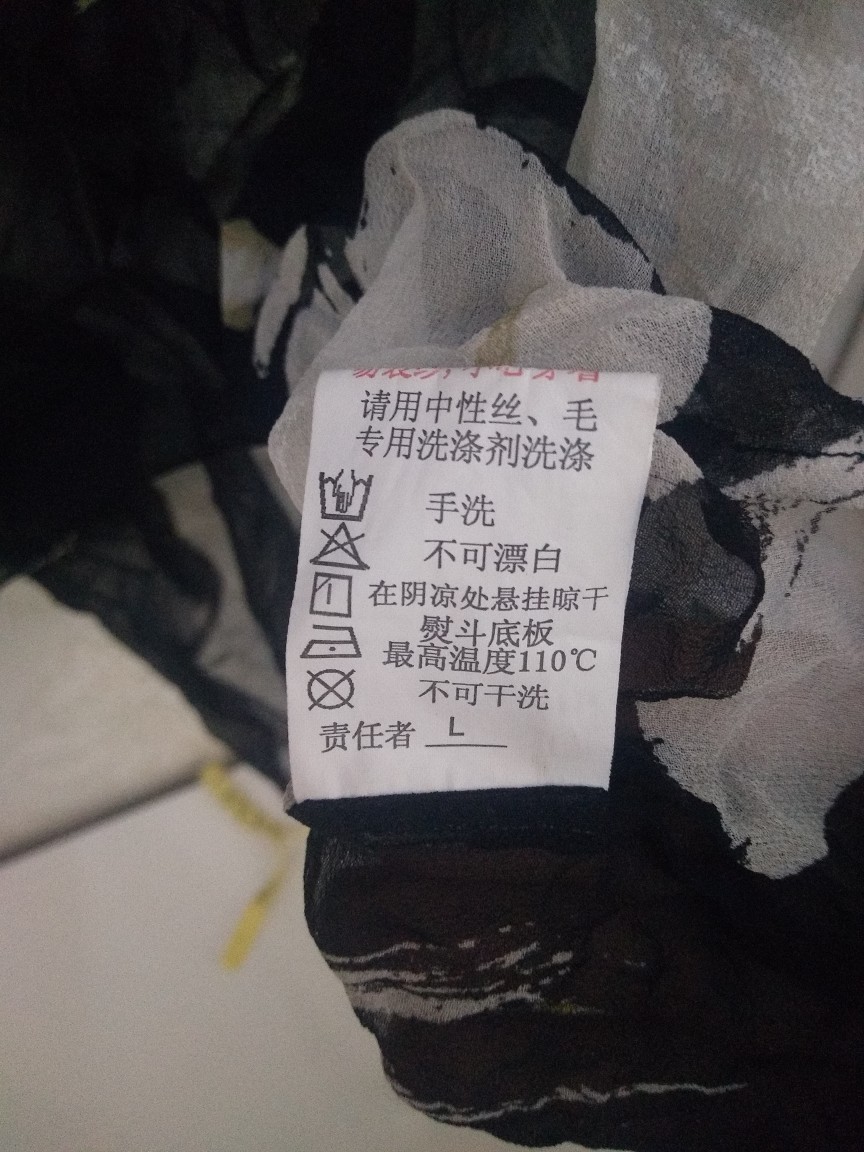 请用中性丝、毛
专用洗涤剂洗涤
手洗
不可漂白
在阴凉处悬挂晾干
熨斗底板
最高温度110℃
不可干洗
责任者 L